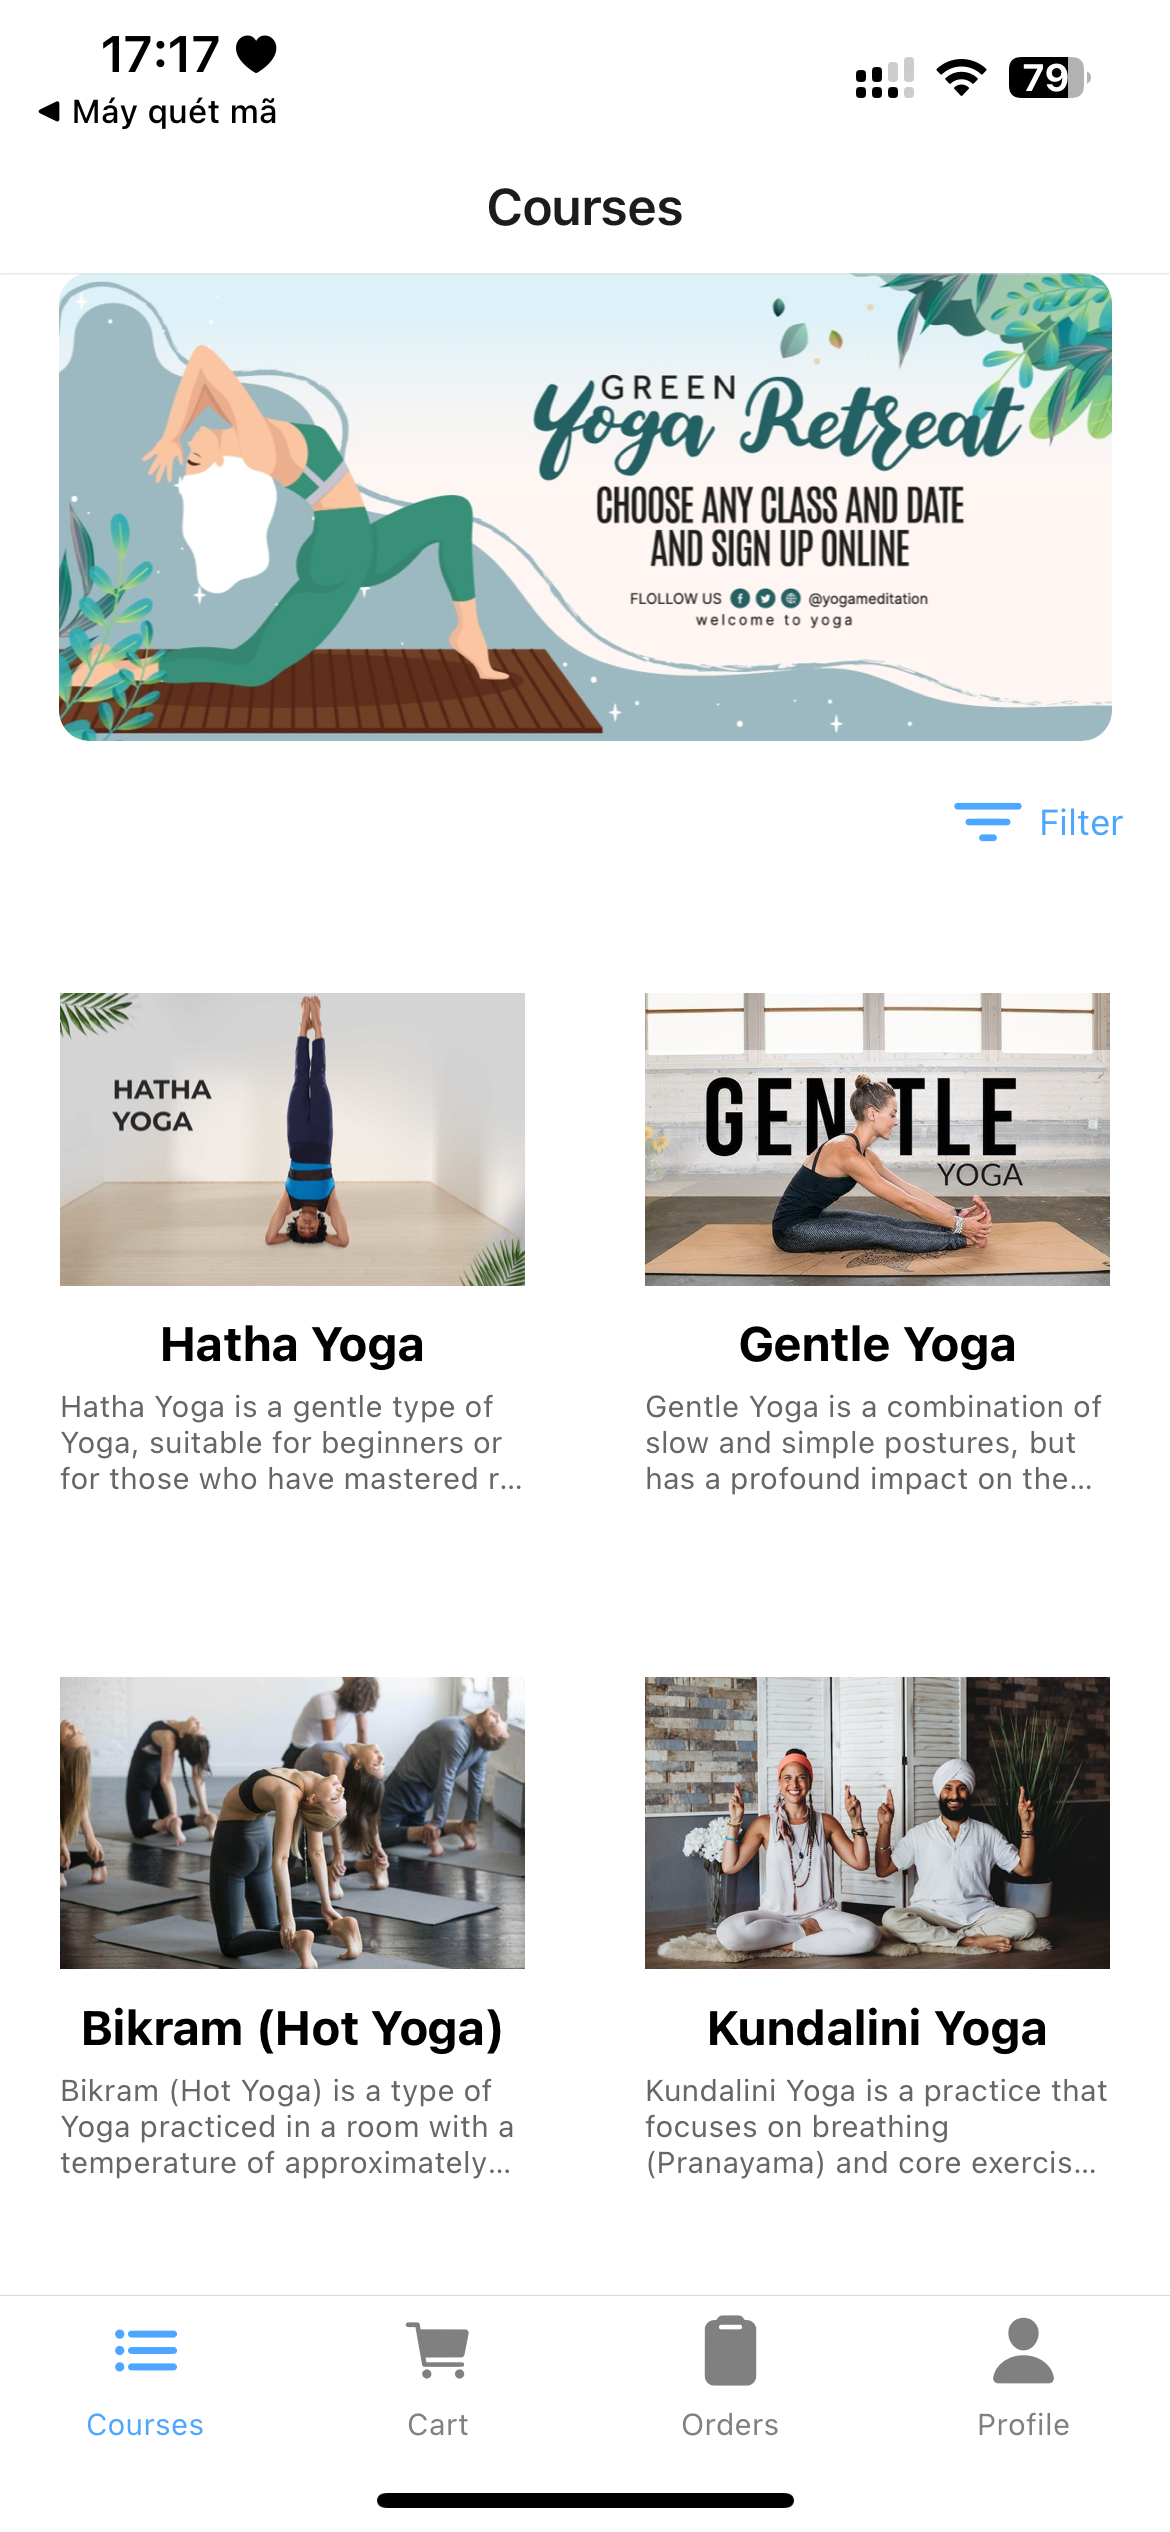 17:17
79
Máy quét mã
Courses
GREEN
Yoga Retreat
CHOOSE ANY CLASS AND DATE
AND SIGN UP ONLINE
FLOLLOW US @yogameditation
welcome to yoga
Filter
HATHA
YOGA
GENTLE
YOGA
Hatha Yoga
Hatha Yoga is a gentle type of
Yoga, suitable for beginners or
for those who have mastered r...
Gentle Yoga
Gentle Yoga is a combination of
slow and simple postures, but
has a profound impact on the...
Bikram (Hot Yoga)
Bikram (Hot Yoga) is a type of
Yoga practiced in a room with a
temperature of approximately...
Kundalini Yoga
Kundalini Yoga is a practice that
focuses on breathing
(Pranayama) and core exercis...
Courses
Cart
Orders
Profile